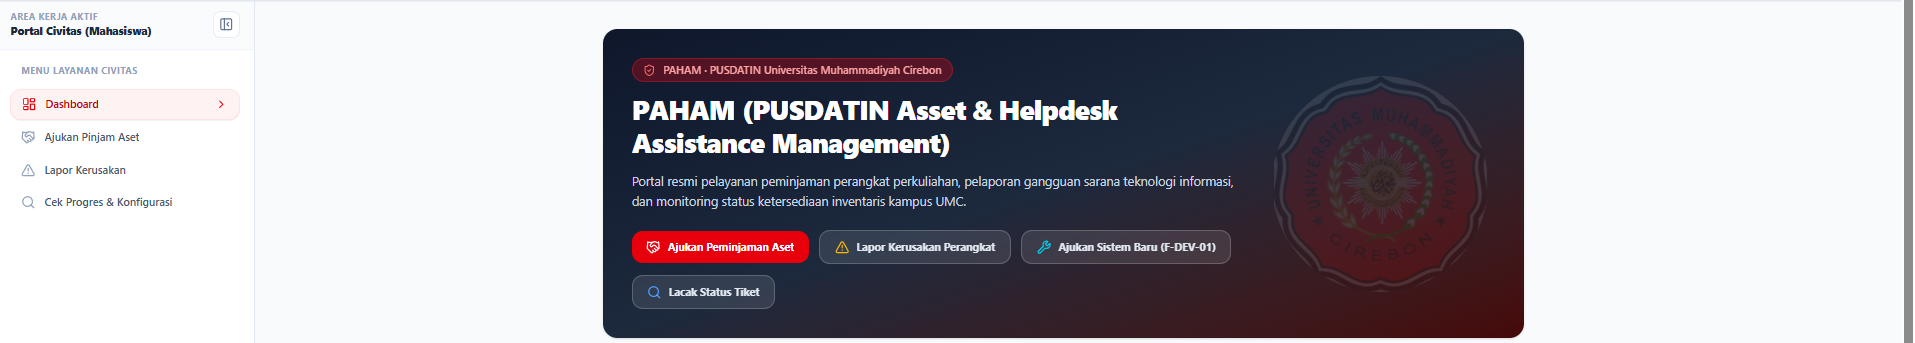 AREA KERJA AKTIF
Portal Civitas (Mahasiswa)
MENU LAYANAN CIVITAS
Dashboard
Ajukan Pinjam Aset
Lapor Kerusakan
Cek Progres & Konfigurasi
PAHAM · PUSDATIN Universitas Muhammadiyah Cirebon
PAHAM (PUSDATIN Asset & Helpdesk
Assistance Management)
Portal resmi pelayanan peminjaman perangkat perkuliahan, pelaporan gangguan sarana teknologi informasi,
dan monitoring status ketersediaan inventaris kampus UMC.
Ajukan Peminjaman Aset
Lapor Kerusakan Perangkat
Ajukan Sistem Baru (F-DEV-01)
Lacak Status Tiket
UNIVERSITAS MUHAMMADIYAH
CIREBON